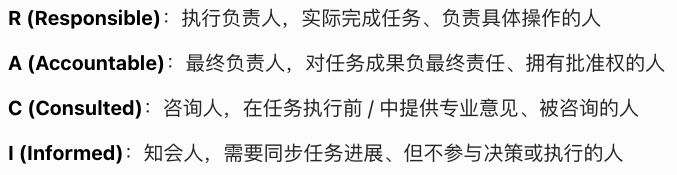 R (Responsible)：执行负责人，实际完成任务、负责具体操作的人
A (Accountable)：最终负责人，对任务成果负最终责任、拥有批准权的人
C (Consulted)：咨询人，在任务执行前 / 中提供专业意见、被咨询的人
I (Informed)：知会人，需要同步任务进展、但不参与决策或执行的人